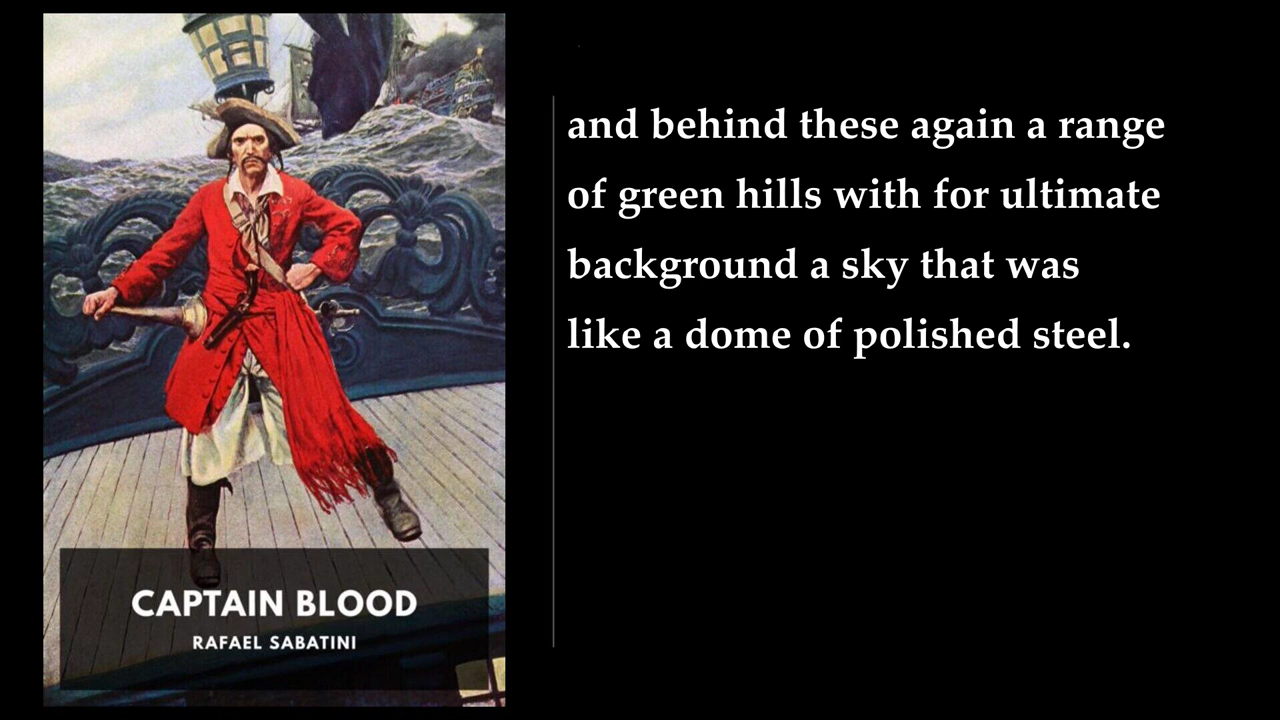 and behind these again a range
of green hills with for ultimate
background a sky that was
like a dome of polished steel.
CAPTAIN BLOOD
RAFAEL SABATINI